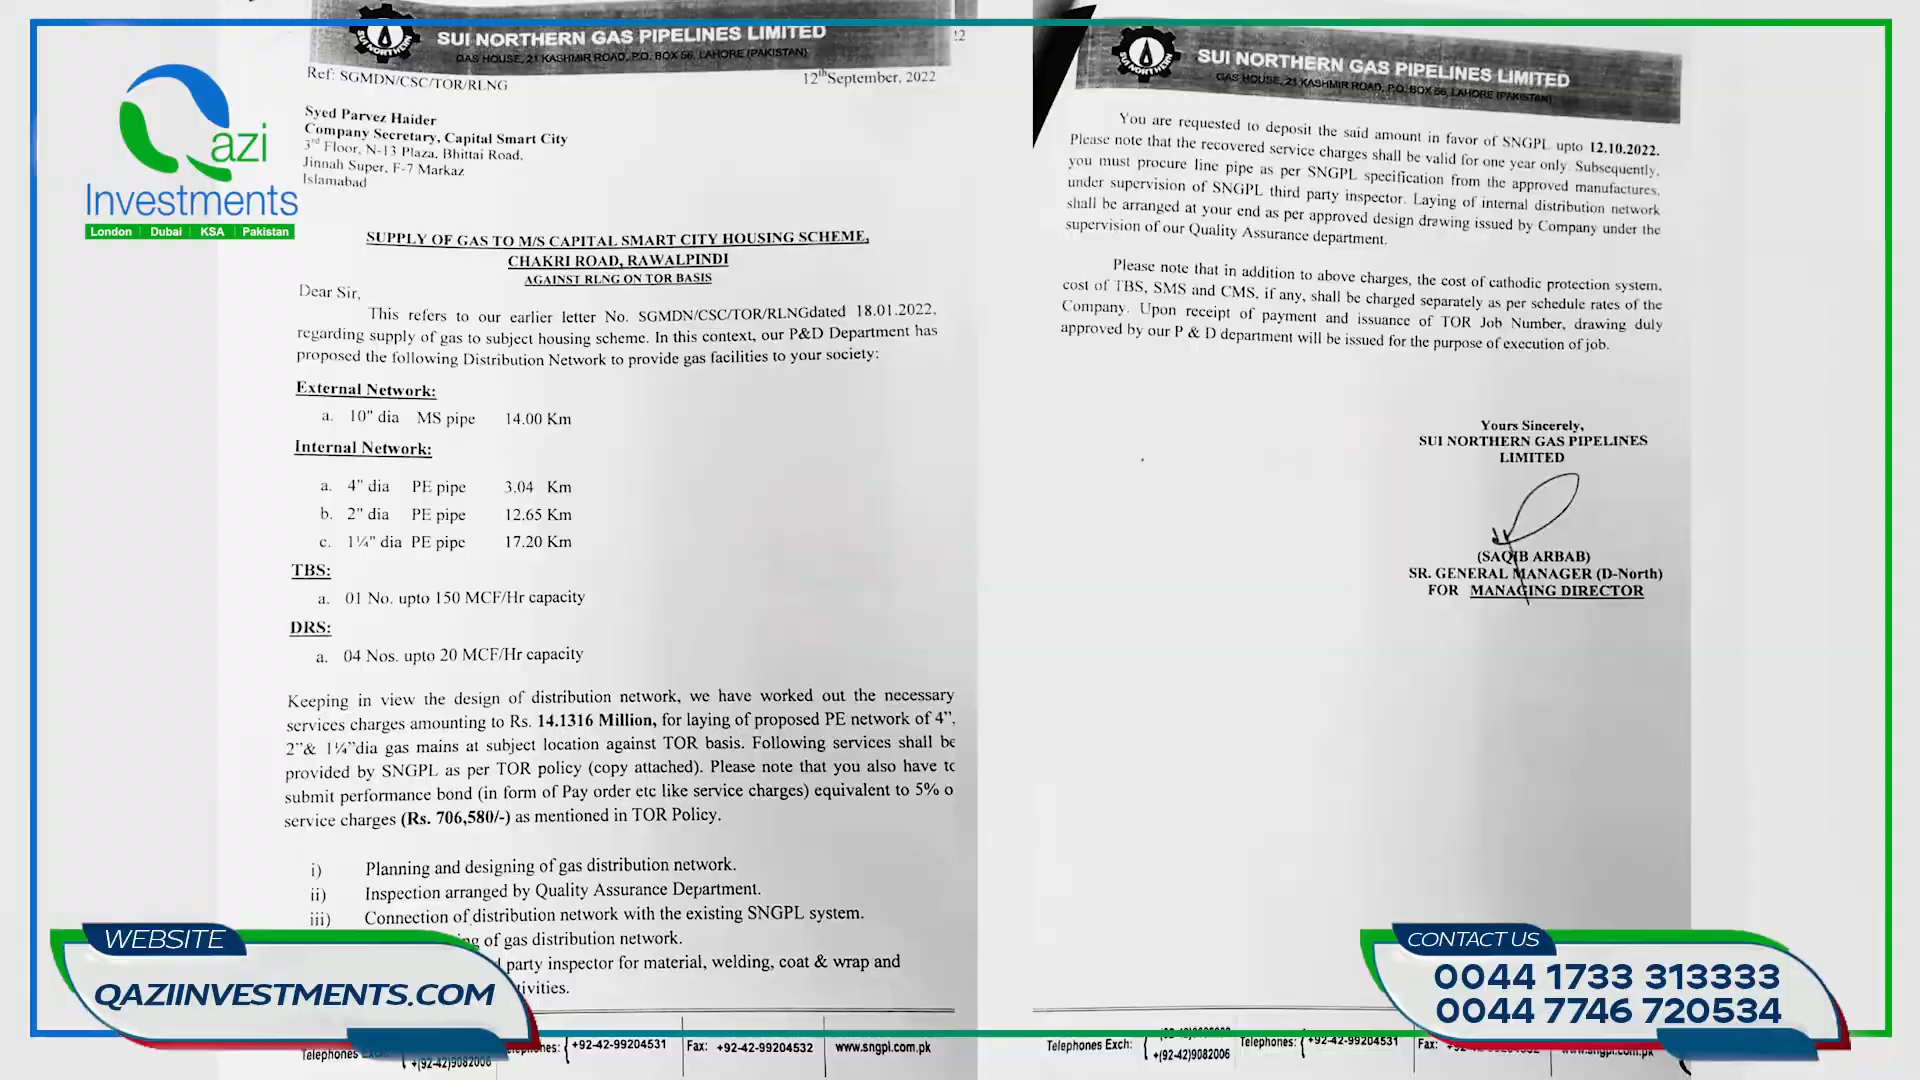 Qazi
Investments
London | Dubai | KSA | Pakistan
SUI NORTHERN GAS PIPELINES LIMITED
GAS HOUSE, 21 KASHMIR ROAD, P.O. BOX 56, LAHORE (PAKISTAN)
Ref: SGMDN/CSC/TOR/RLNG
12th September, 2022
Syed Parvez Haider
Company Secretary, Capital Smart City
3rd Floor, N-13 Plaza, Bhittai Road,
Jinnah Super, F-7 Markaz
Islamabad
SUPPLY OF GAS TO M/S CAPITAL SMART CITY HOUSING SCHEME,
CHAKRI ROAD, RAWALPINDI
AGAINST RLNG ON TOR BASIS
Dear Sir,
This refers to our earlier letter No. SGMDN/CSC/TOR/RLNGdated 18.01.2022,
regarding supply of gas to subject housing scheme. In this context, our P&D Department has
proposed the following Distribution Network to provide gas facilities to your society:
External Network:
a. 10" dia MS pipe 14.00 Km
Internal Network:
a. 4" dia PE pipe 3.04 Km
b. 2" dia PE pipe 12.65 Km
c. 1¼" dia PE pipe 17.20 Km
TBS:
a. 01 No. upto 150 MCF/Hr capacity
DRS:
a. 04 Nos. upto 20 MCF/Hr capacity
Keeping in view the design of distribution network, we have worked out the necessary
services charges amounting to Rs. 14.1316 Million, for laying of proposed PE network of 4”,
2”& 1¼”dia gas mains at subject location against TOR basis. Following services shall be
provided by SNGPL as per TOR policy (copy attached). Please note that you also have to
submit performance bond (in form of Pay order etc like service charges) equivalent to 5% o
service charges (Rs. 706,580/-) as mentioned in TOR Policy.
i) Planning and designing of gas distribution network.
ii) Inspection arranged by Quality Assurance Department.
iii) Connection of distribution network with the existing SNGPL system.
of gas distribution network.
party inspector for material, welding, coat & wrap and
Telephones Exch: +(92-42)9082006 +92-42-99204531 Fax: +92-42-99204532 www.sngpl.com.pk
12
SUI NORTHERN GAS PIPELINES LIMITED
GAS HOUSE, 21 KASHMIR ROAD, P.O. BOX 56, LAHORE (PAKISTAN)
You are requested to deposit the said amount in favor of SNGPL upto 12.10.2022.
Please note that the recovered service charges shall be valid for one year only. Subsequently,
you must procure line pipe as per SNGPL specification from the approved manufactures,
under supervision of SNGPL third party inspector. Laying of internal distribution network
shall be arranged at your end as per approved design drawing issued by Company under the
supervision of our Quality Assurance department.
Please note that in addition to above charges, the cost of cathodic protection system,
cost of TBS, SMS and CMS, if any, shall be charged separately as per schedule rates of the
Company. Upon receipt of payment and issuance of TOR Job Number, drawing duly
approved by our P & D department will be issued for the purpose of execution of job.
Yours Sincerely,
SUI NORTHERN GAS PIPELINES
LIMITED
(SAQIB ARBAB)
SR. GENERAL MANAGER (D-North)
FOR MANAGING DIRECTOR
Telephones Exch: +(92-42)9082006 Telephones: +92-42-99204531 Fax:
WEBSITE
QAZIINVESTMENTS.COM
CONTACT US
0044 1733 313333
0044 7746 720534